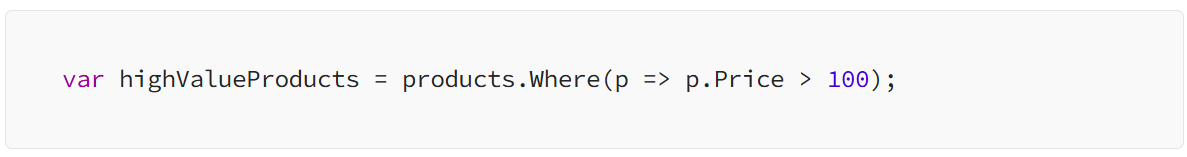 var highValueProducts = products.Where(p => p.Price > 100);